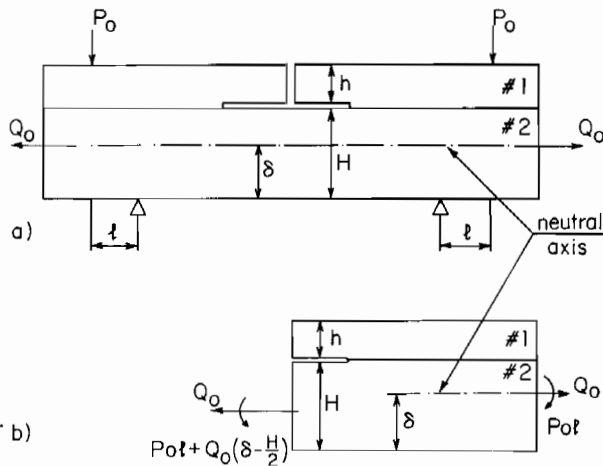 Po Po
h #1
#2
Qo H Qo
δ
a) ℓ ℓ
neutral
axis
h #1
#2
Qo H Qo
δ Poℓ
b) Poℓ+Qo(δ-H/2)